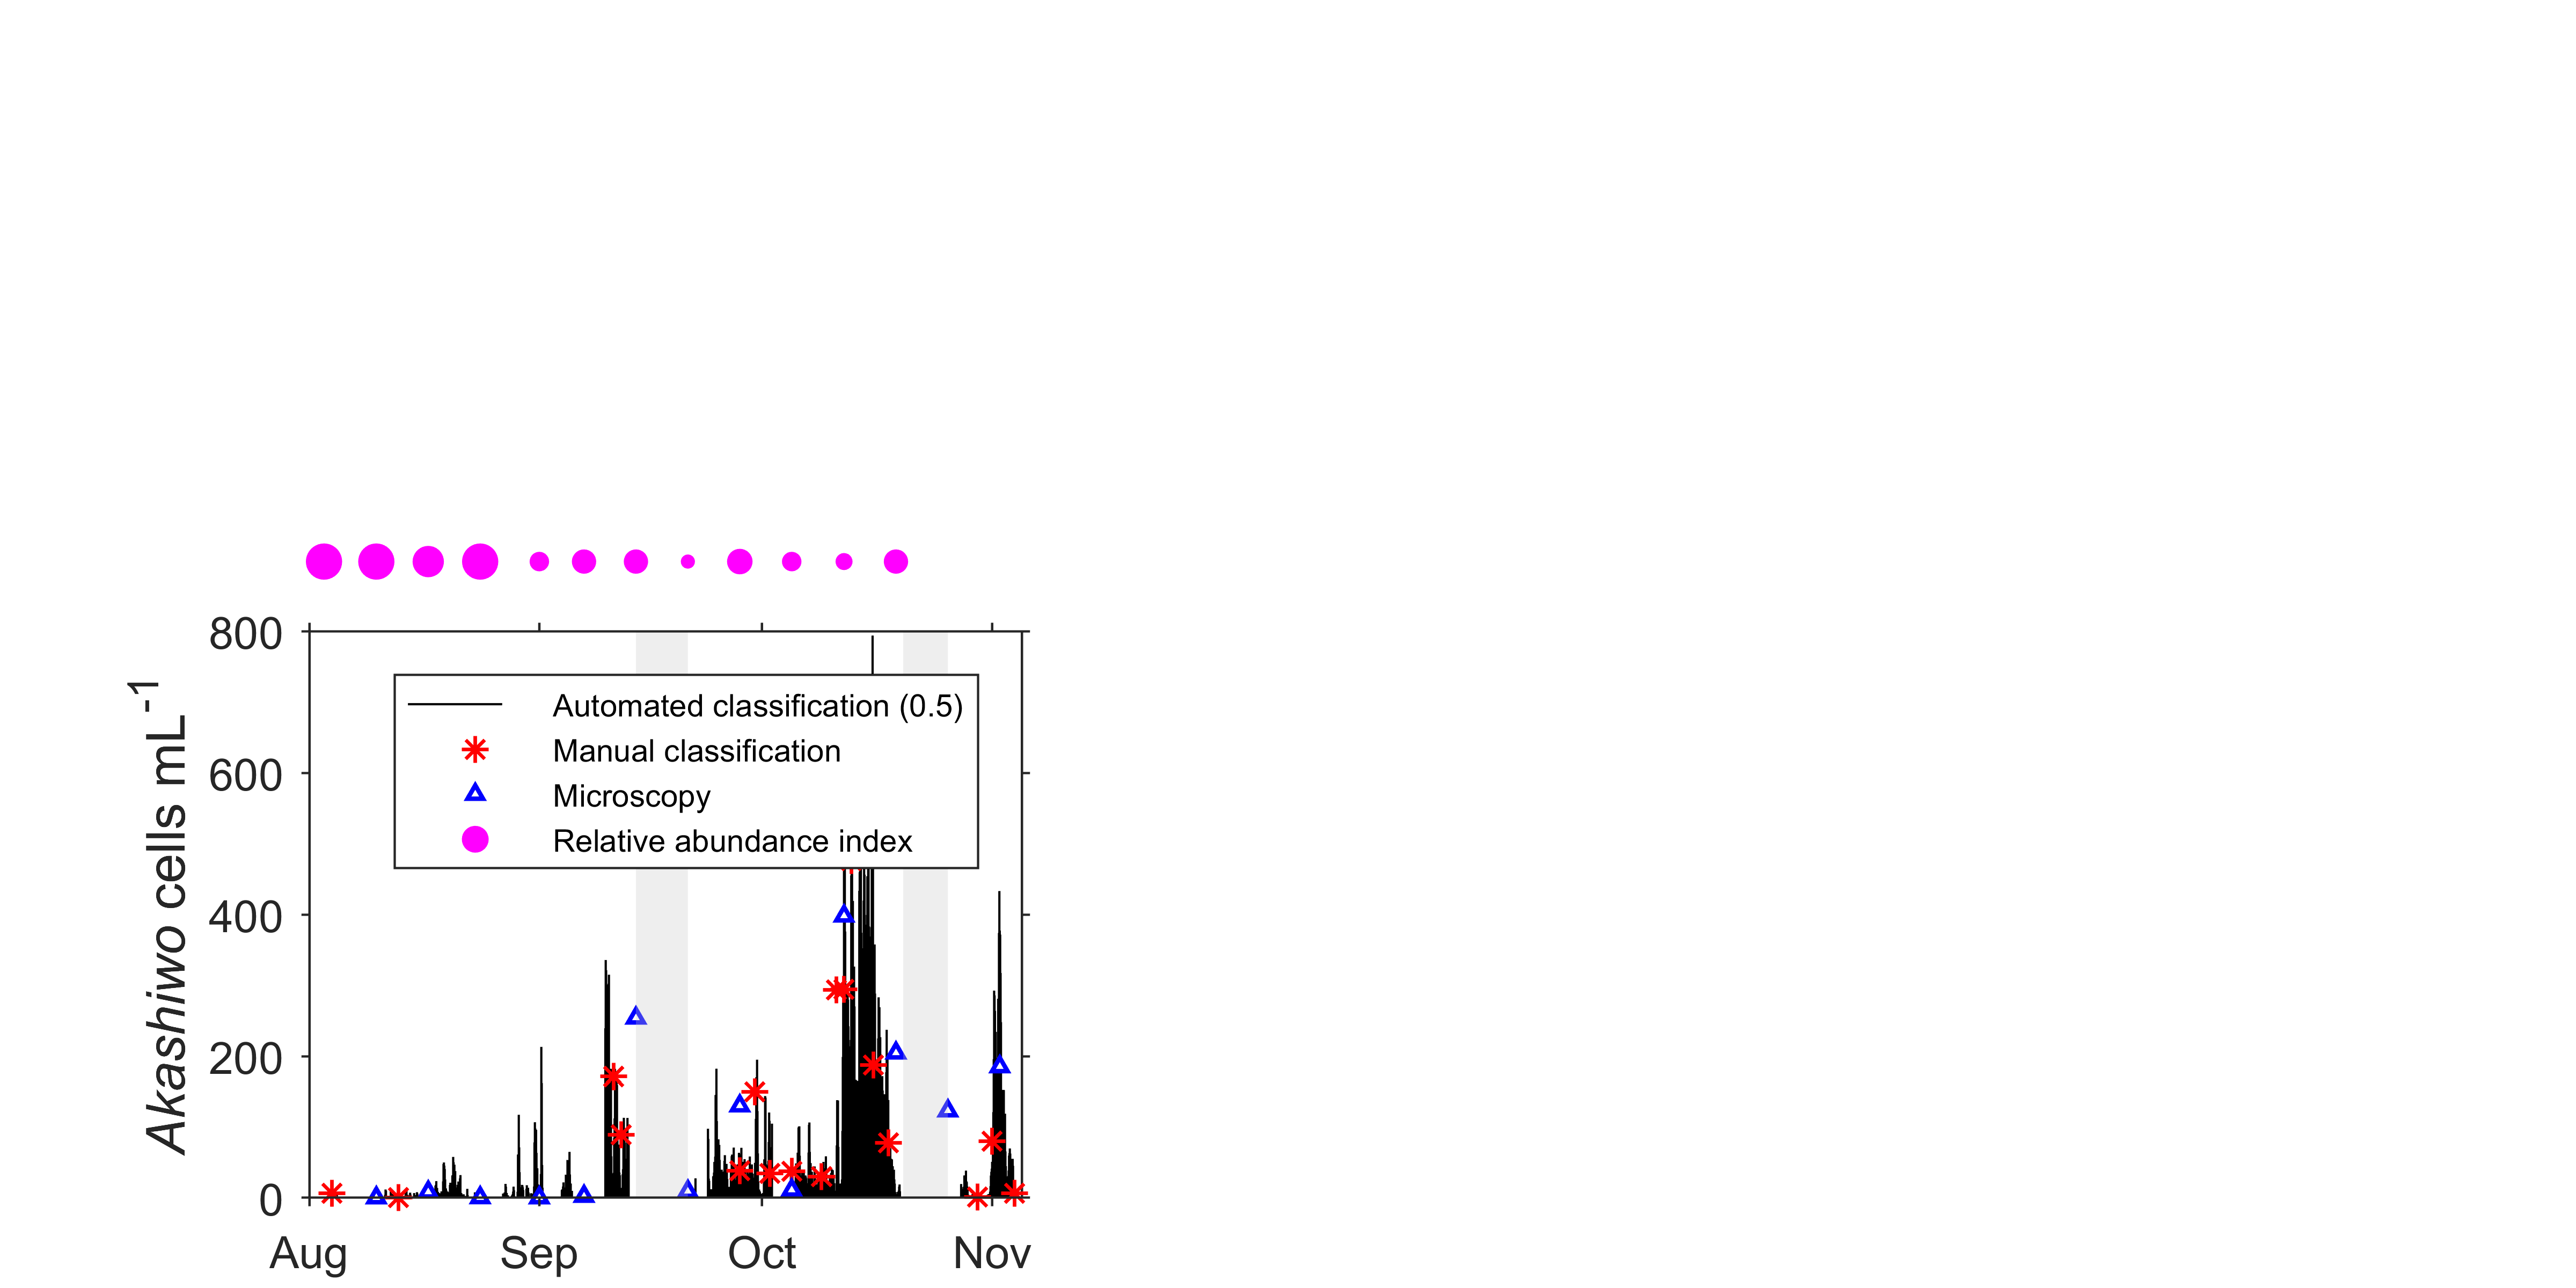 800
600
400
200
0
Akashiwo cells mL-1
Automated classification (0.5)
Manual classification
Microscopy
Relative abundance index
Aug Sep Oct Nov